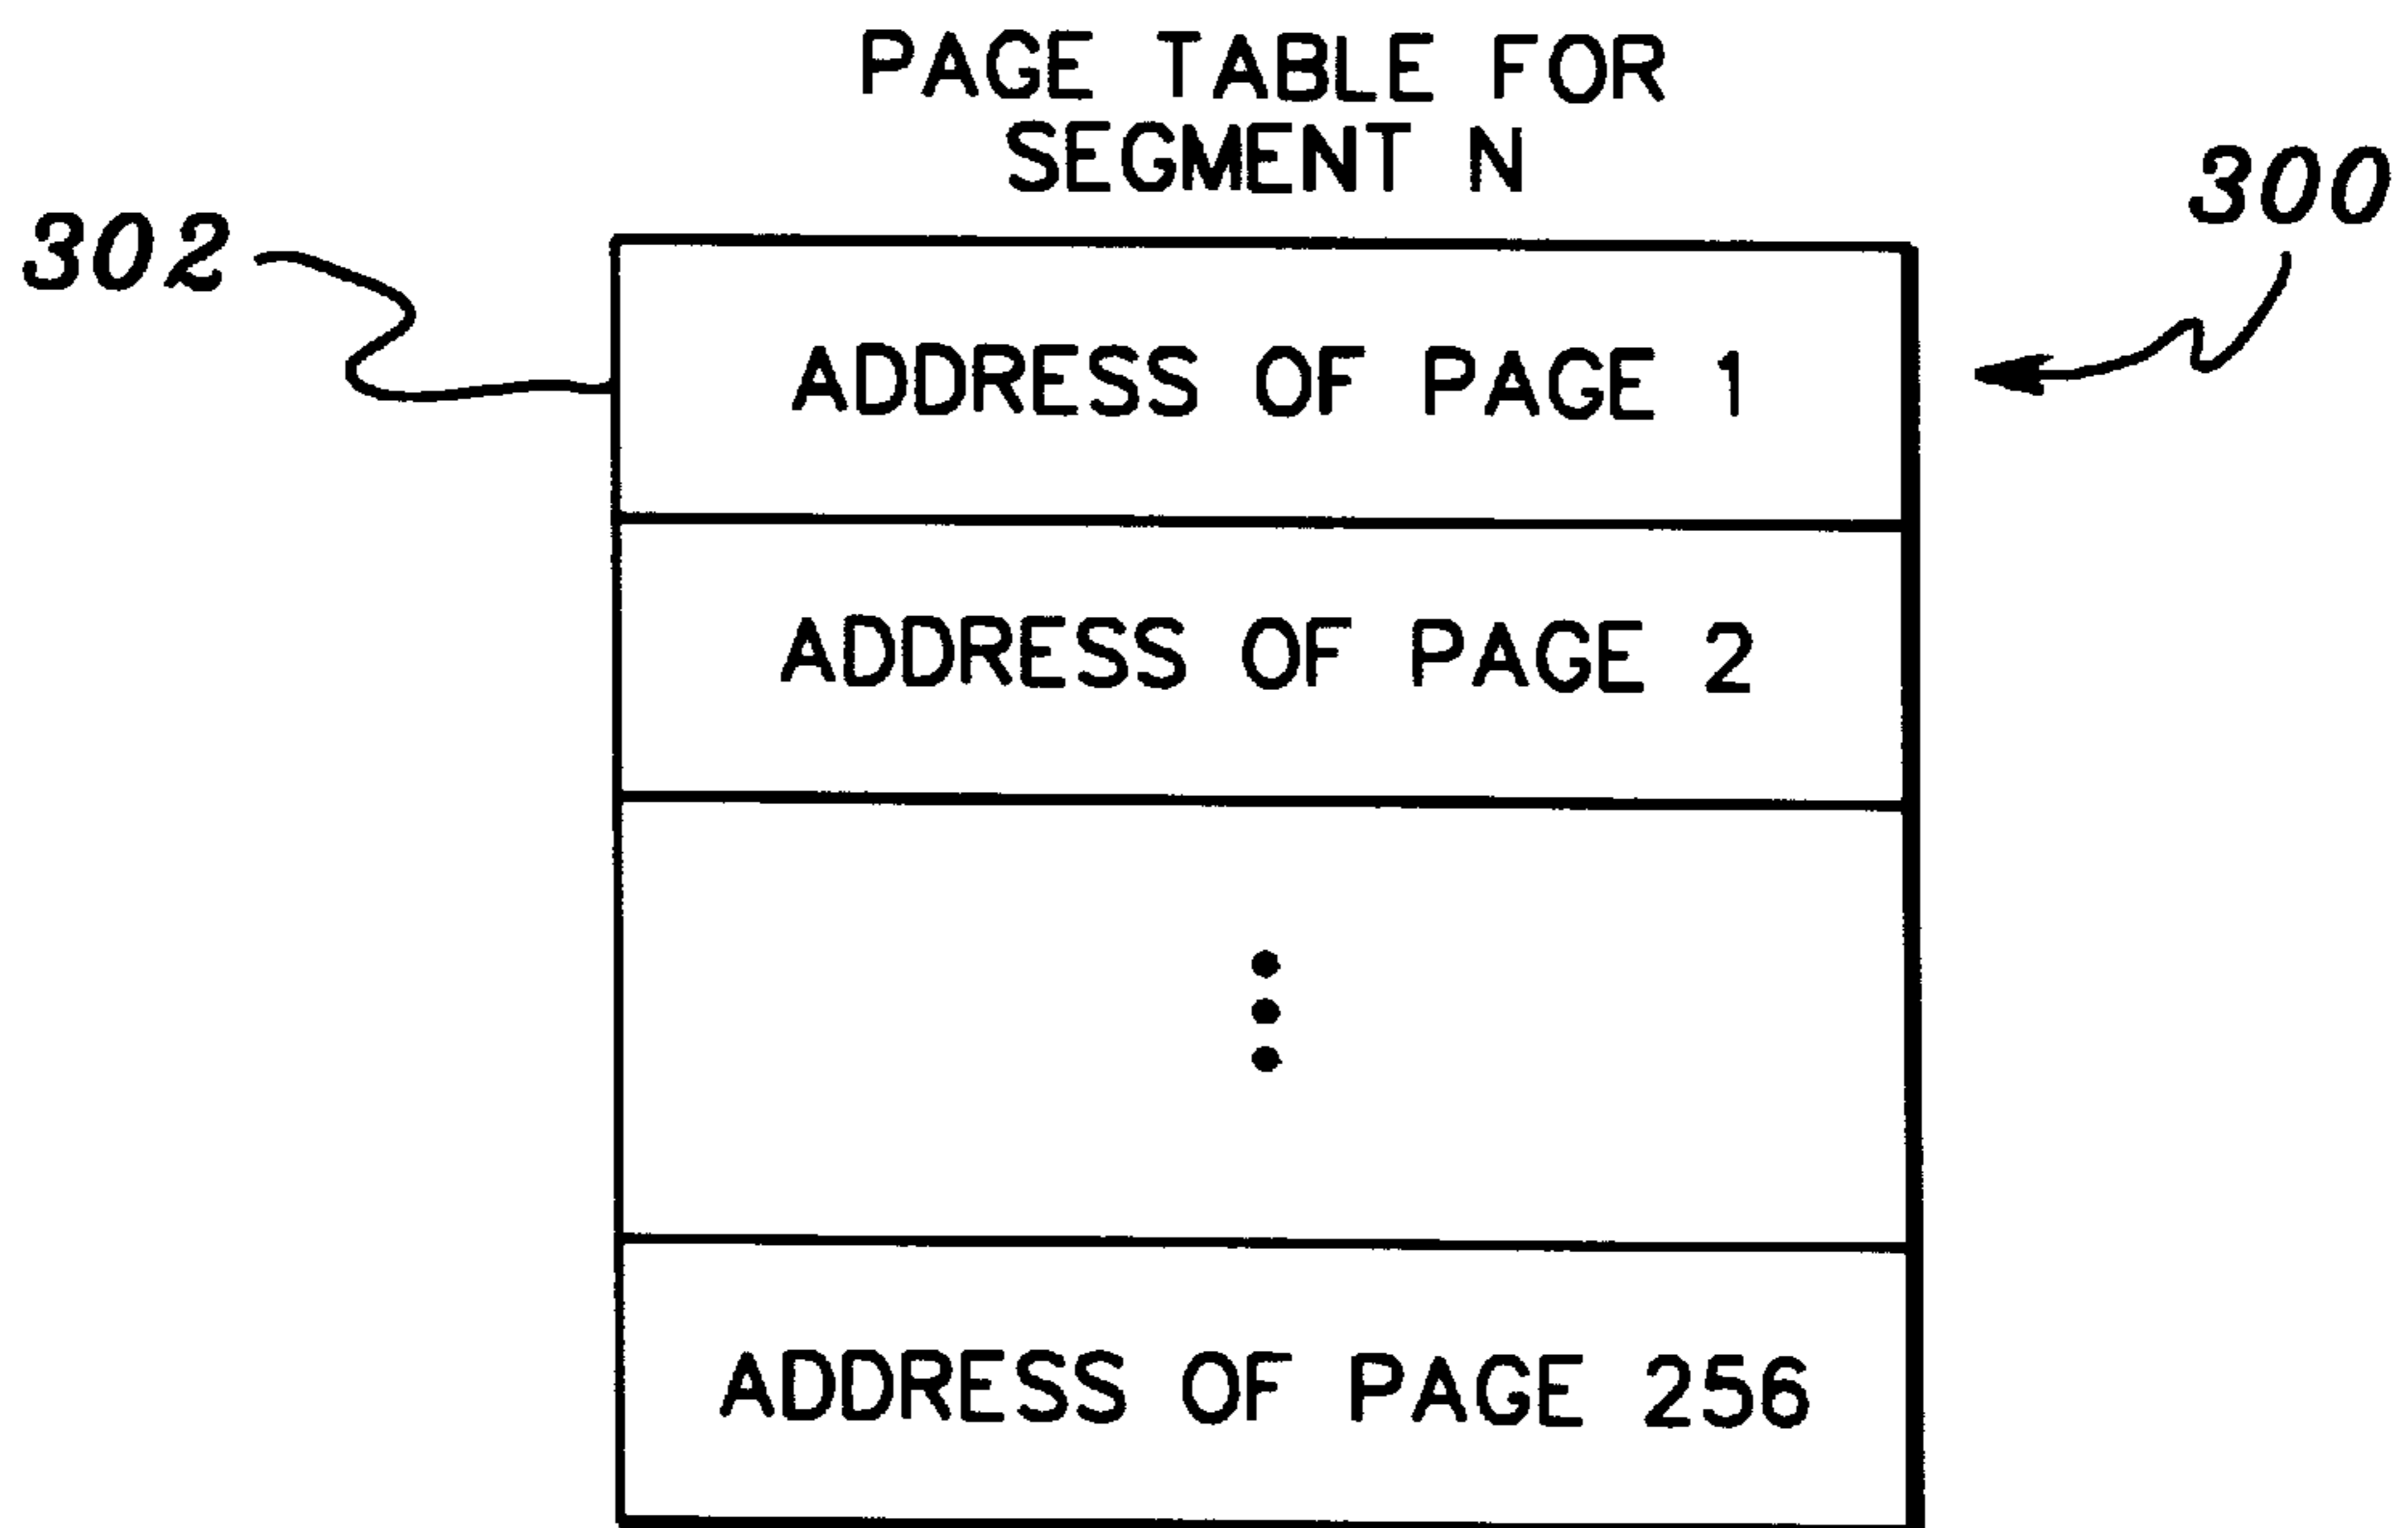 PAGE TABLE FOR
SEGMENT N
300
302
ADDRESS OF PAGE 1
ADDRESS OF PAGE 2
ADDRESS OF PAGE 256